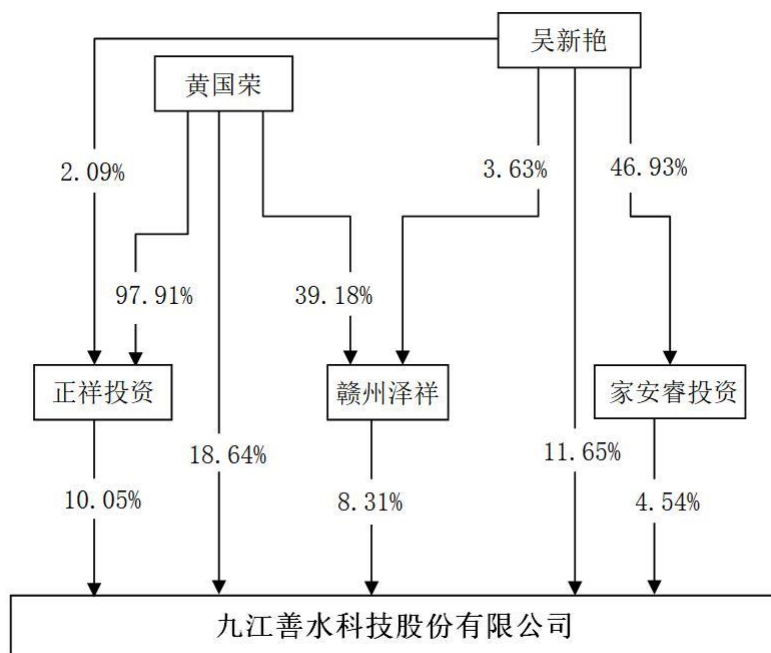 吴新艳
黄国荣
2.09%
3.63%
46.93%
97.91%
39.18%
正祥投资
赣州泽祥
家安睿投资
18.64%
11.65%
10.05%
8.31%
4.54%
九江善水科技股份有限公司